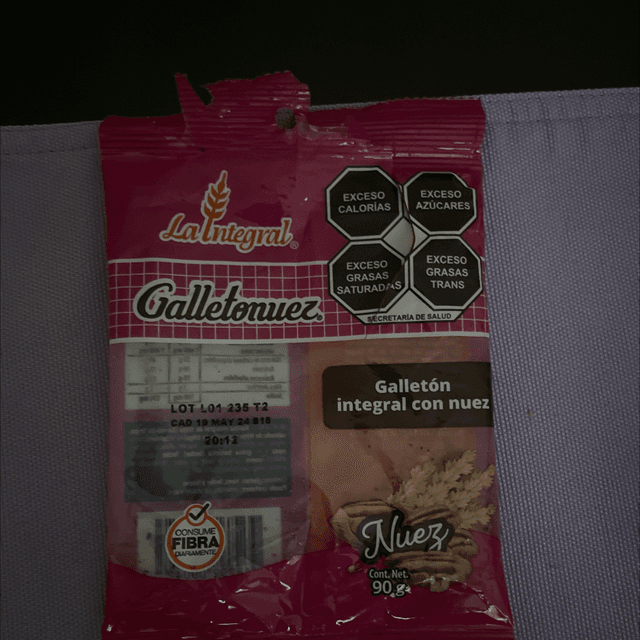 EXCESO
CALORÍAS
EXCESO
AZÚCARES
EXCESO
GRASAS
SATURADAS
EXCESO
GRASAS
TRANS
SECRETARÍA DE SALUD
La Integral®
Galletonuez®
Galletón
integral con nuez
LOT L01 235 T2
CAD 19 MAY 24 B16
20:12
CONSUME
FIBRA
DIARIAMENTE
Nuez
Cont. Net.
90 g